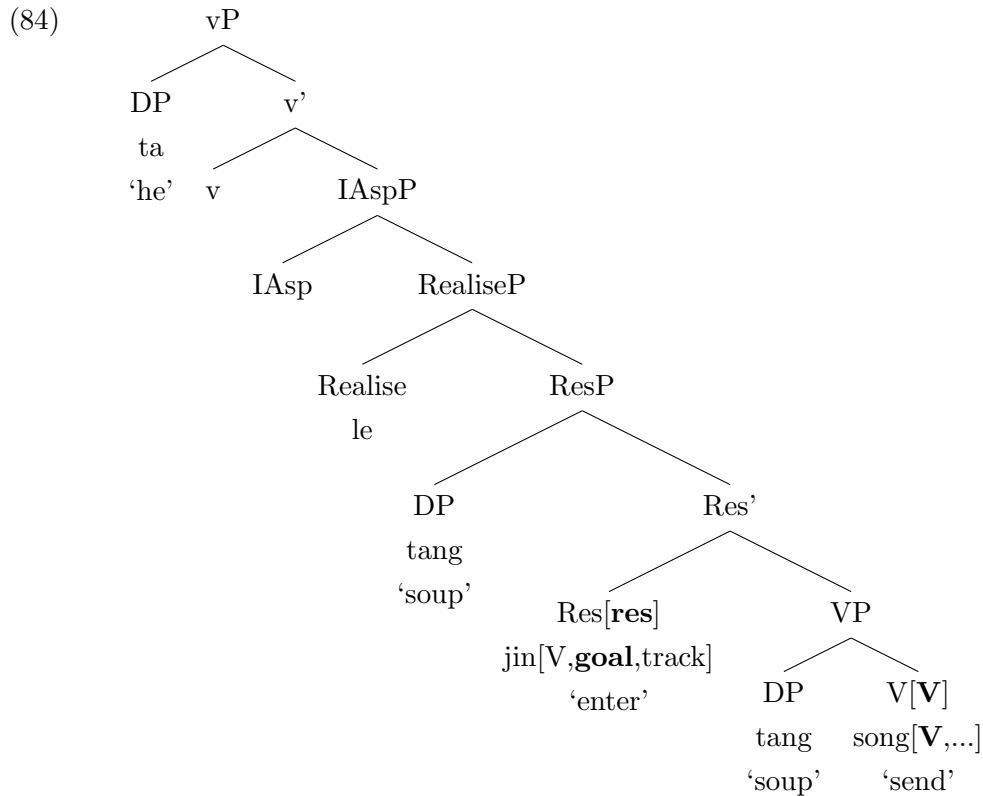 (84) vP
DP v'
ta
‘he’ v IAspP
IAsp RealiseP
Realise ResP
le
DP Res'
tang
‘soup’
Res[res] VP
jin[V,goal,track]
‘enter’
DP V[V]
tang song[V,...]
‘soup’ ‘send’